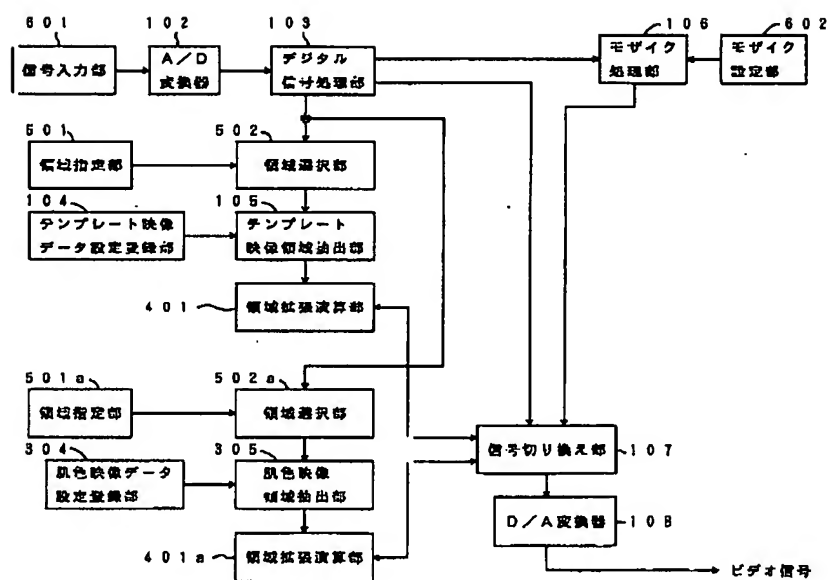 601
102
103
106
602
信号入力部
A/D
変換器
デジタル
信号処理部
モザイク
処理部
モザイク
設定部
501
502
領域指定部
領域選択部
104
105
テンプレート映像
データ設定登録部
テンプレート
映像領域抽出部
401
領域拡張演算部
501a
502a
領域指定部
領域選択部
304
305
肌色映像データ
設定登録部
肌色映像
領域抽出部
信号切り換え部
107
D/A変換器
108
401a
領域拡張演算部
ビデオ信号